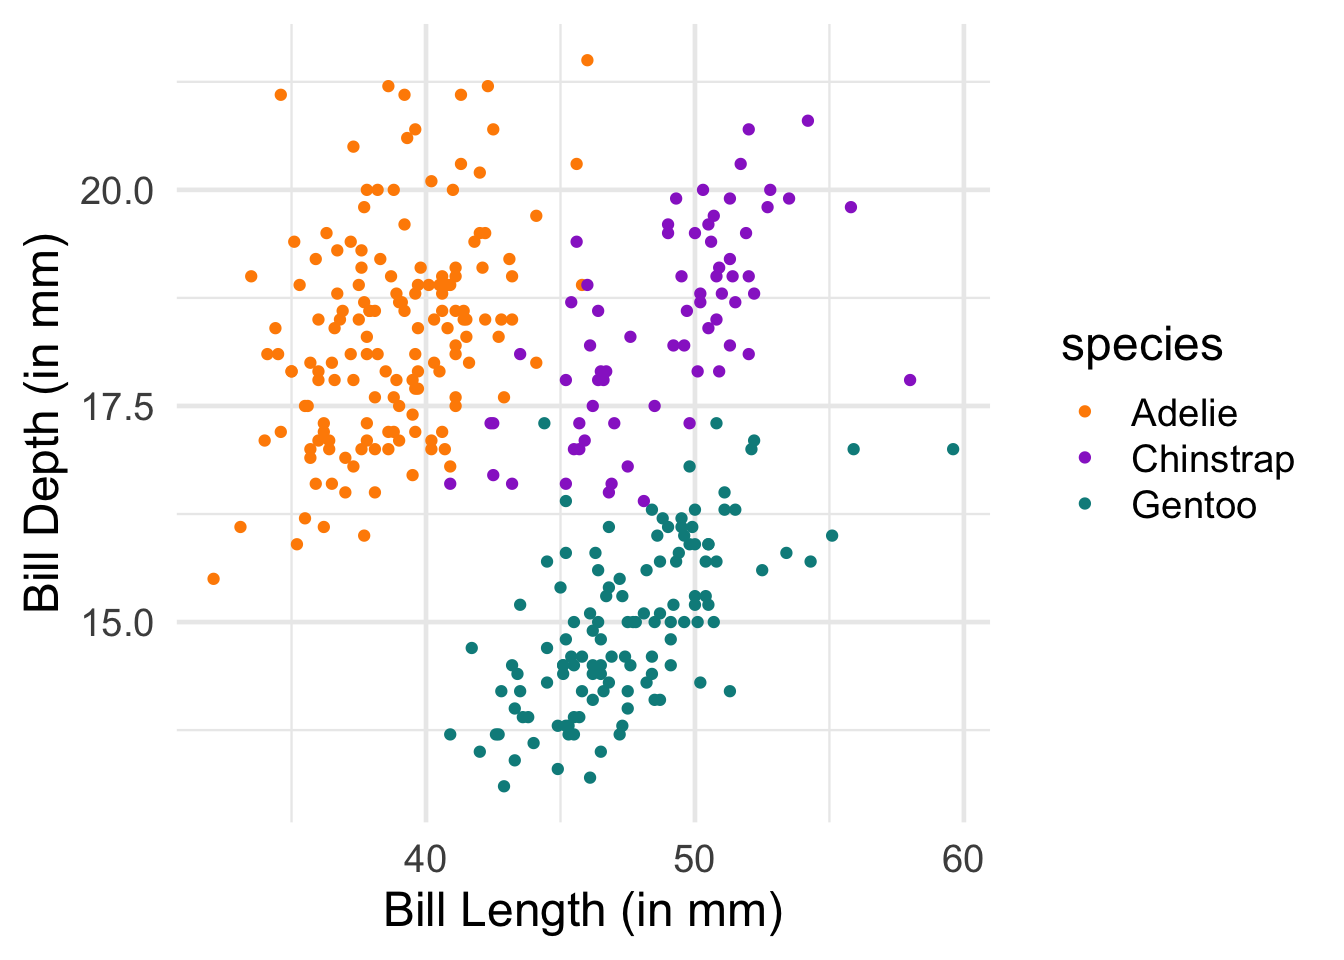 20.0
17.5
15.0
Bill Depth (in mm)
40
50
60
Bill Length (in mm)
species
Adelie
Chinstrap
Gentoo